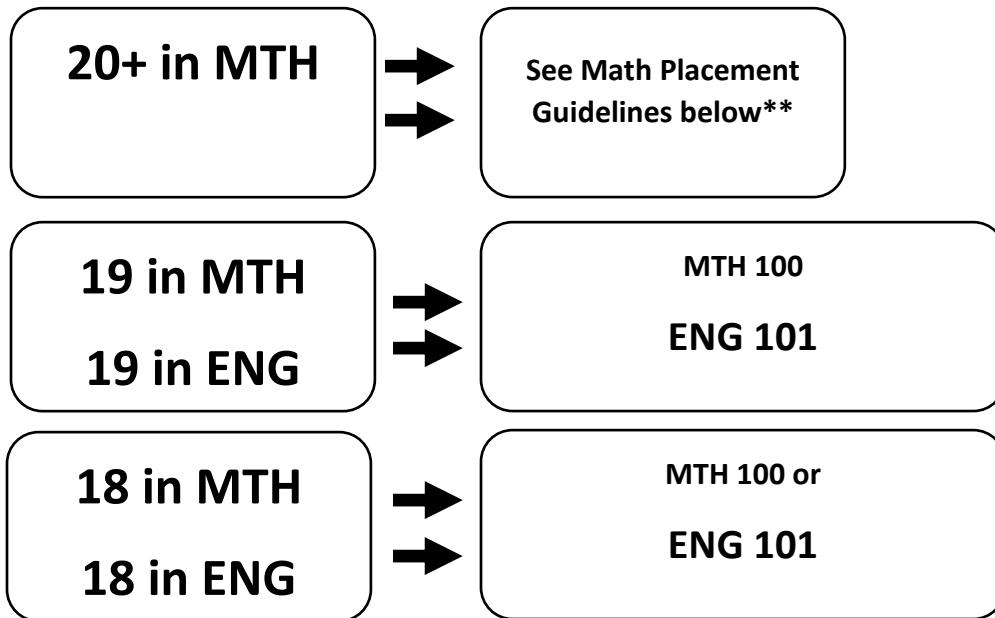 20+ in MTH
See Math Placement
Guidelines below**
19 in MTH
19 in ENG
MTH 100
ENG 101
18 in MTH
18 in ENG
MTH 100 or
ENG 101